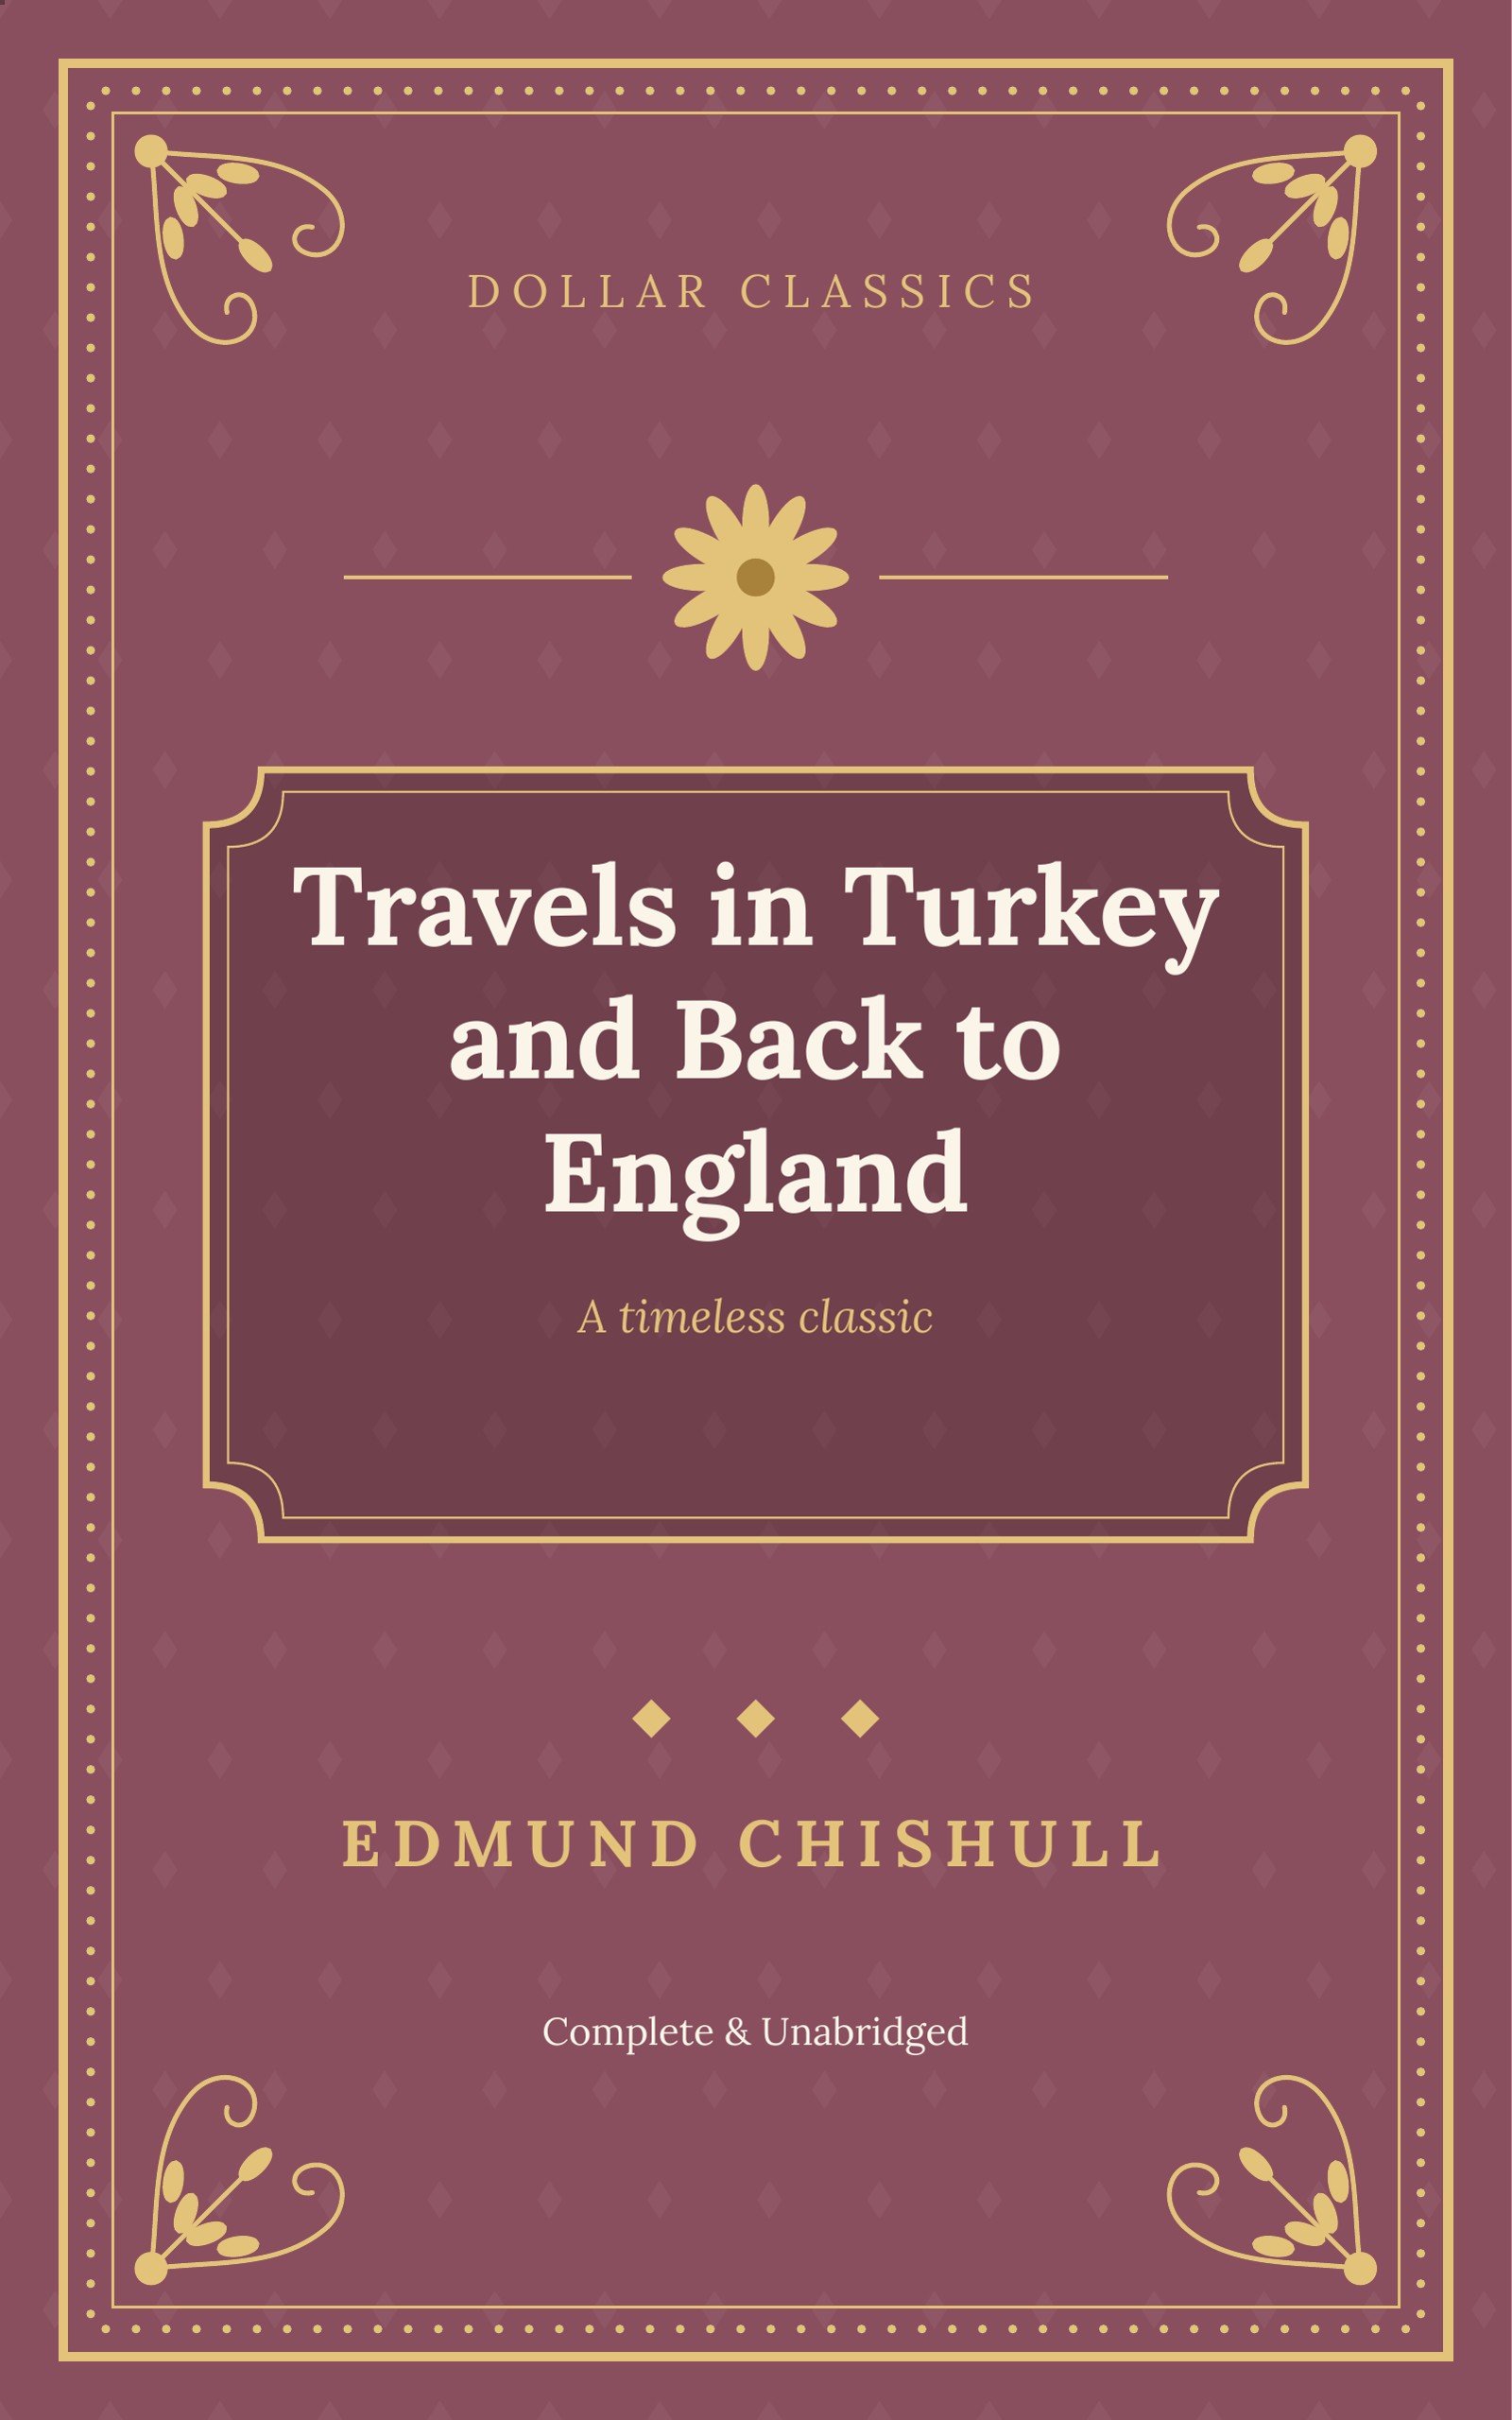 DOLLAR CLASSICS
Travels in Turkey
and Back to
England
A timeless classic
EDMUND CHISHULL
Complete & Unabridged